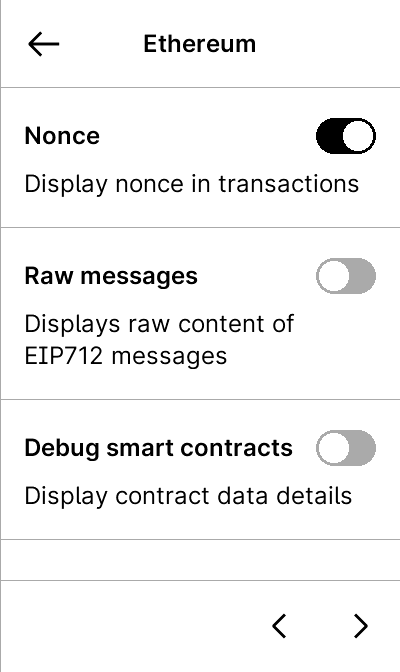 Ethereum
Nonce
Display nonce in transactions
Raw messages
Displays raw content of
EIP712 messages
Debug smart contracts
Display contract data details